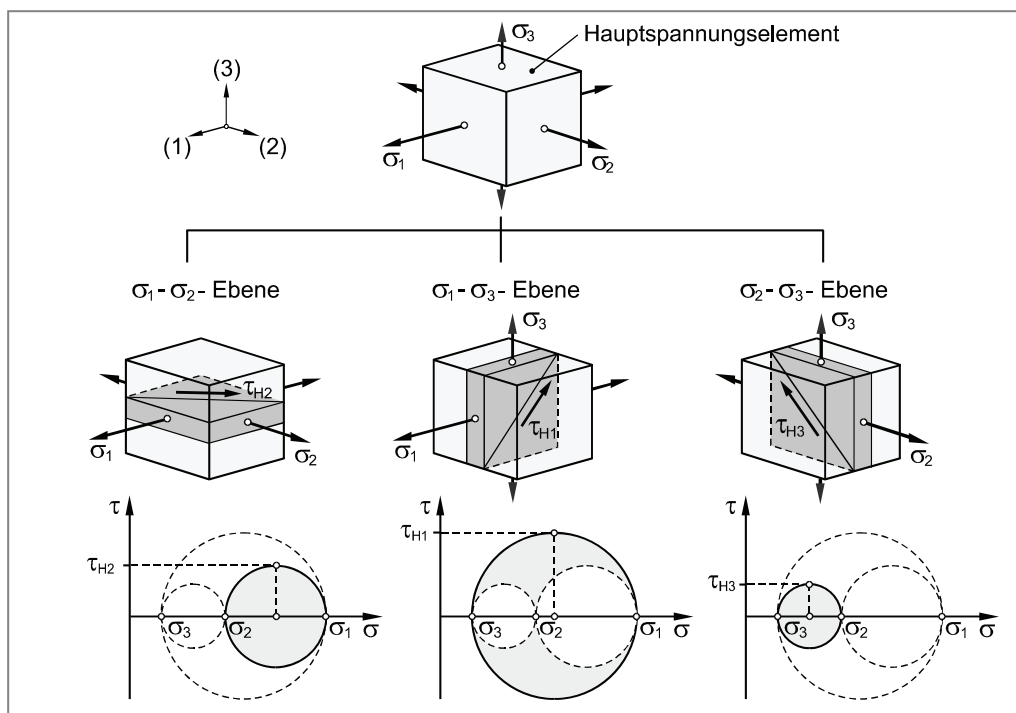 σ3
Hauptspannungselement
(3)
(1) (2)
σ1 σ2
σ1 - σ2 - Ebene
σ1 - σ3 - Ebene
σ2 - σ3 - Ebene
τH2
σ1
σ2
σ3
τH1
σ1
σ3
τH3
σ2
τ
τH2
σ3 σ2 σ1 σ
τ
τH1
σ3 σ2 σ1 σ
τ
τH3
σ3 σ2 σ1 σ